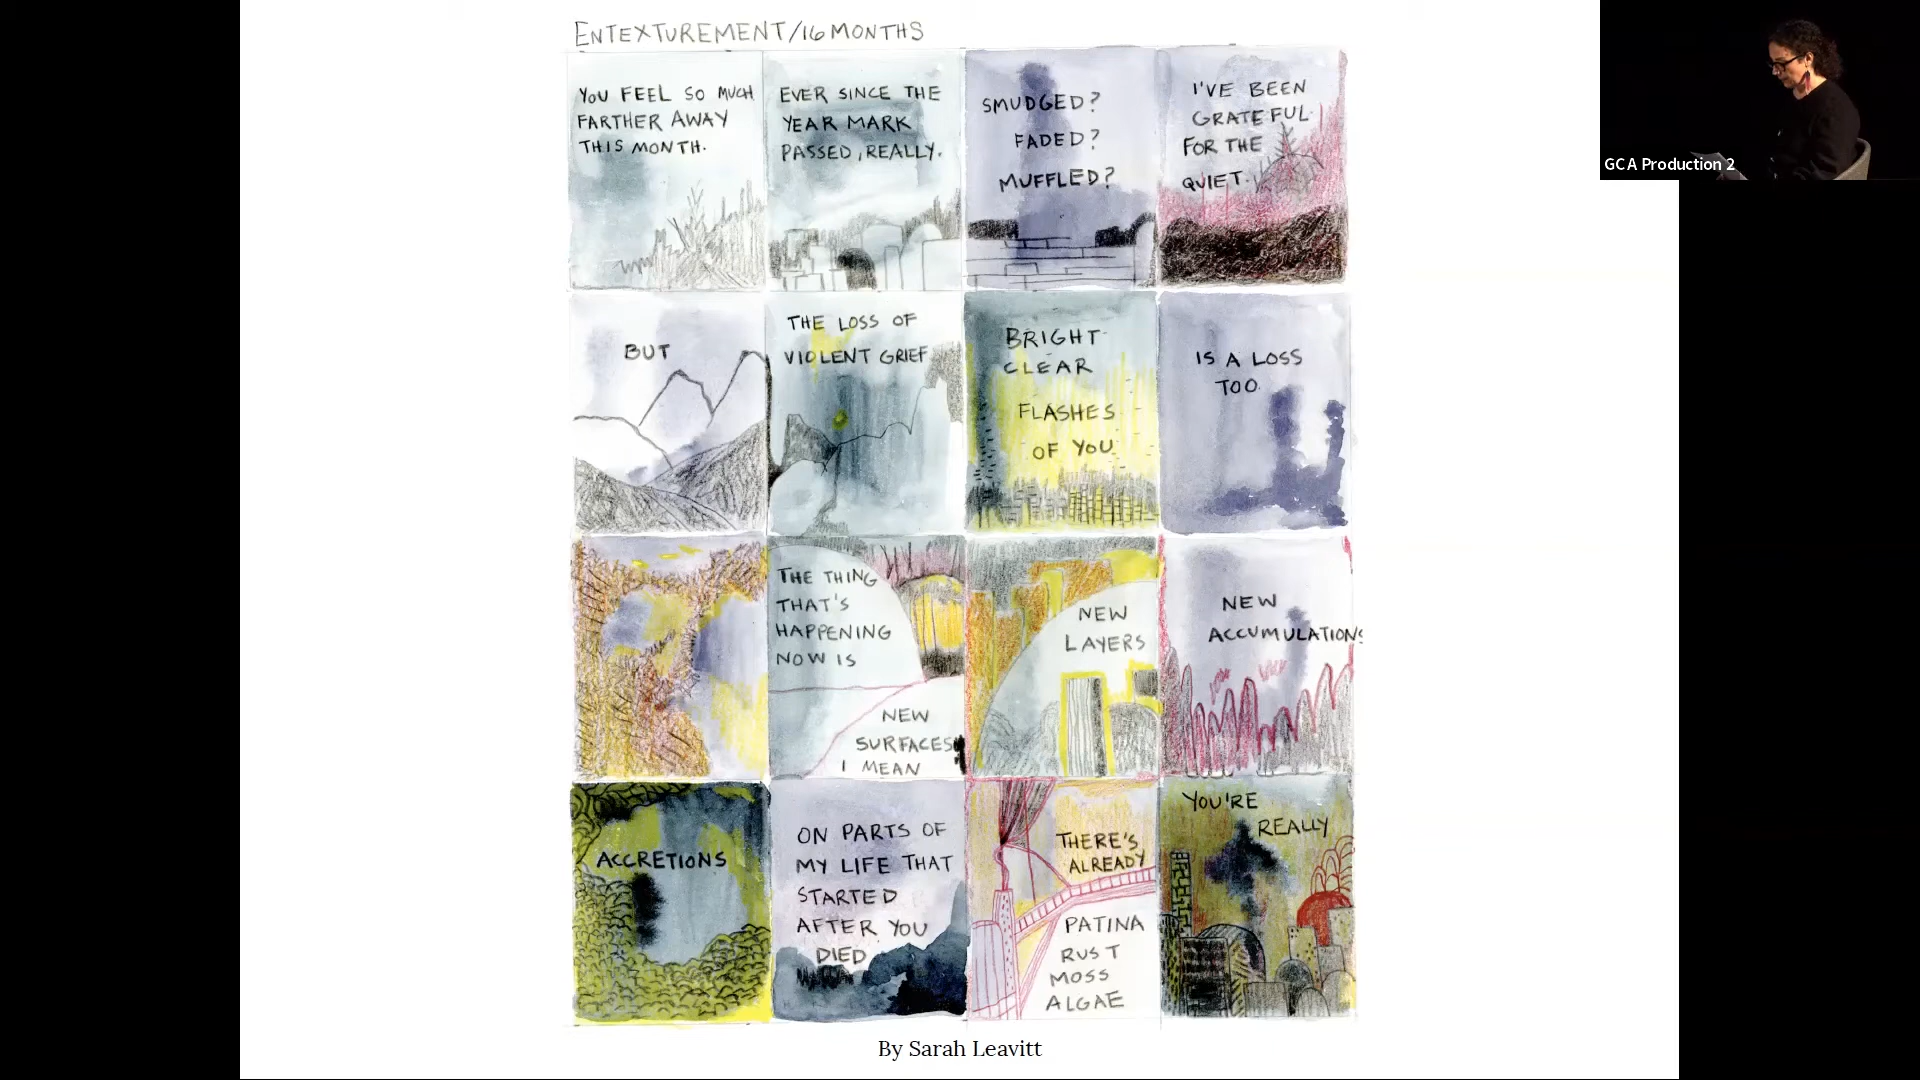 ENTEXTUREMENT/16 MONTHS
YOU FEEL SO MUCH
FARTHER AWAY
THIS MONTH.
EVER SINCE THE
YEAR MARK
PASSED, REALLY.
SMUDGED?
FADED?
MUFFLED?
I'VE BEEN
GRATEFUL
FOR THE
QUIET.
BUT
THE LOSS OF
VIOLENT GRIEF
BRIGHT
CLEAR
FLASHES
OF YOU
IS A LOSS
TOO.
THE THING
THAT'S
HAPPENING
NOW IS
NEW
SURFACES
I MEAN
NEW
LAYERS
NEW
ACCUMULATIONS
ACCRETIONS
ON PARTS OF
MY LIFE THAT
STARTED
AFTER YOU
DIED
THERE'S
ALREADY
PATINA
RUST
MOSS
ALGAE
YOU'RE
REALLY
By Sarah Leavitt
GCA Production 2